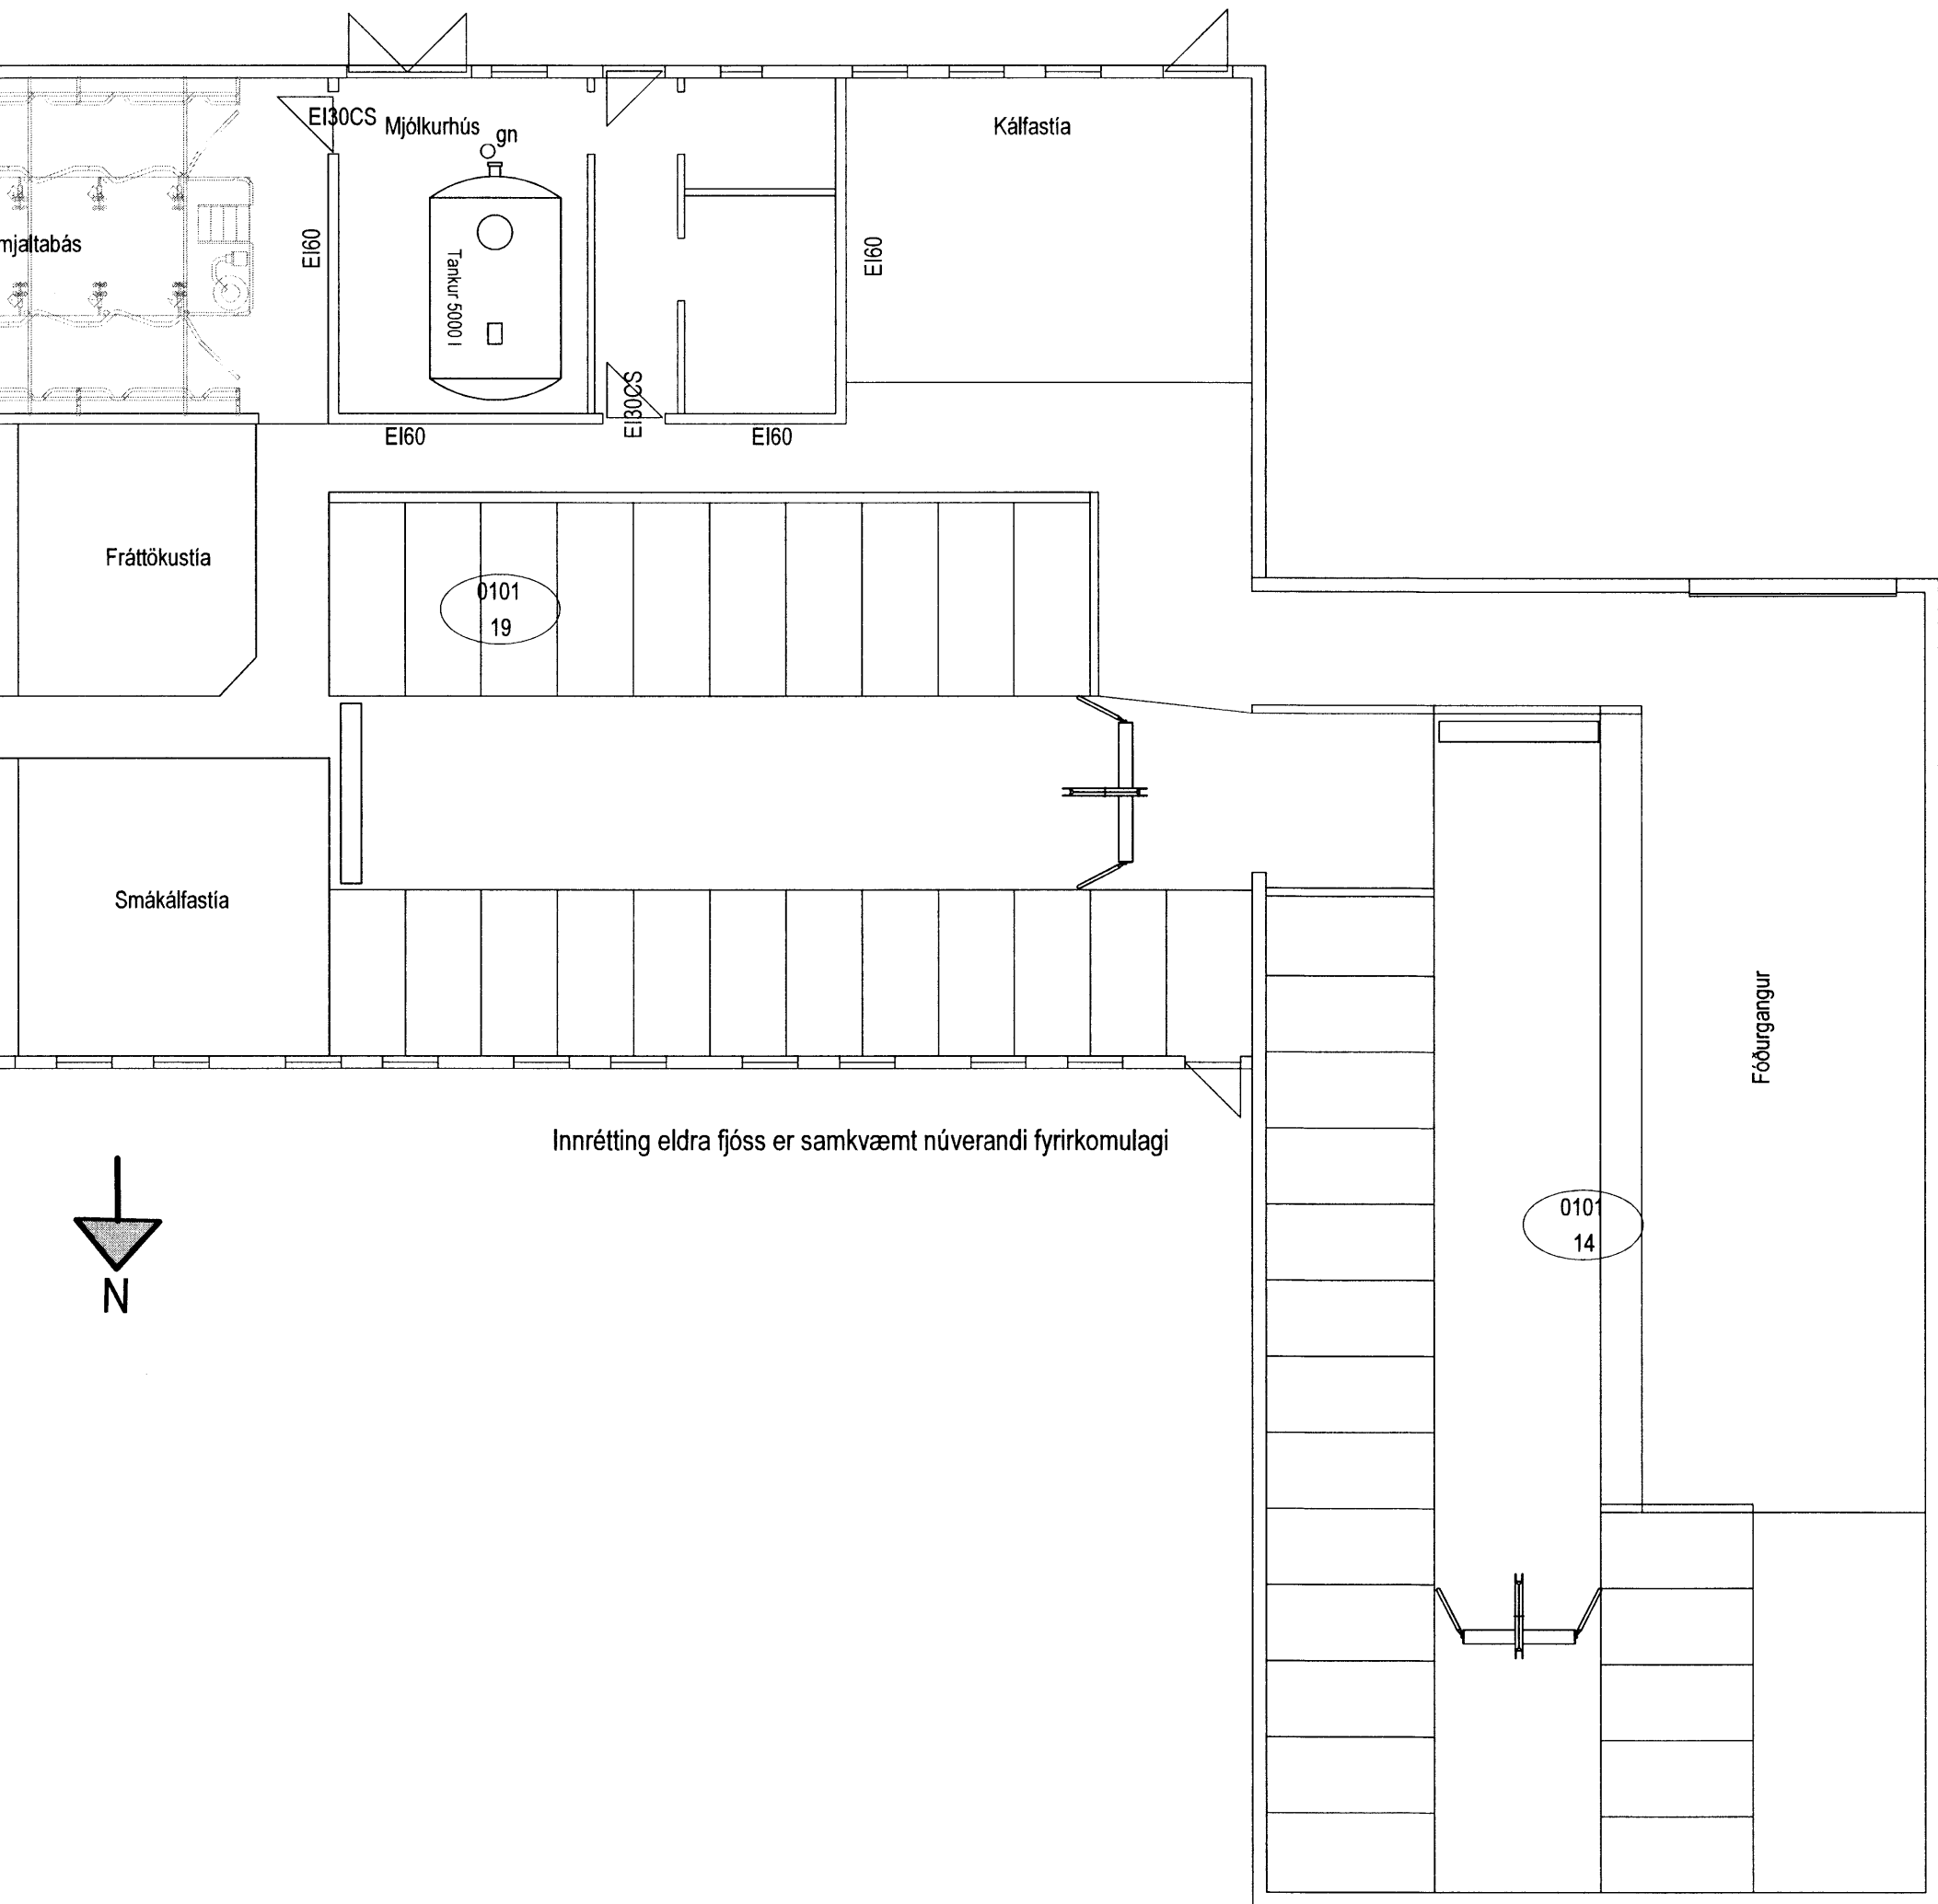 EI30CS
Mjólkurhús
gn
Kálfastía
mjaltabás
EI60
Tankur 5000 l
EI60
EI30CS
EI60
EI60
Fráttökustía
0101
19
Smákálfastía
Fóðurgangur
Innrétting eldra fjóss er samkvæmt núverandi fyrirkomulagi
0101
14
N